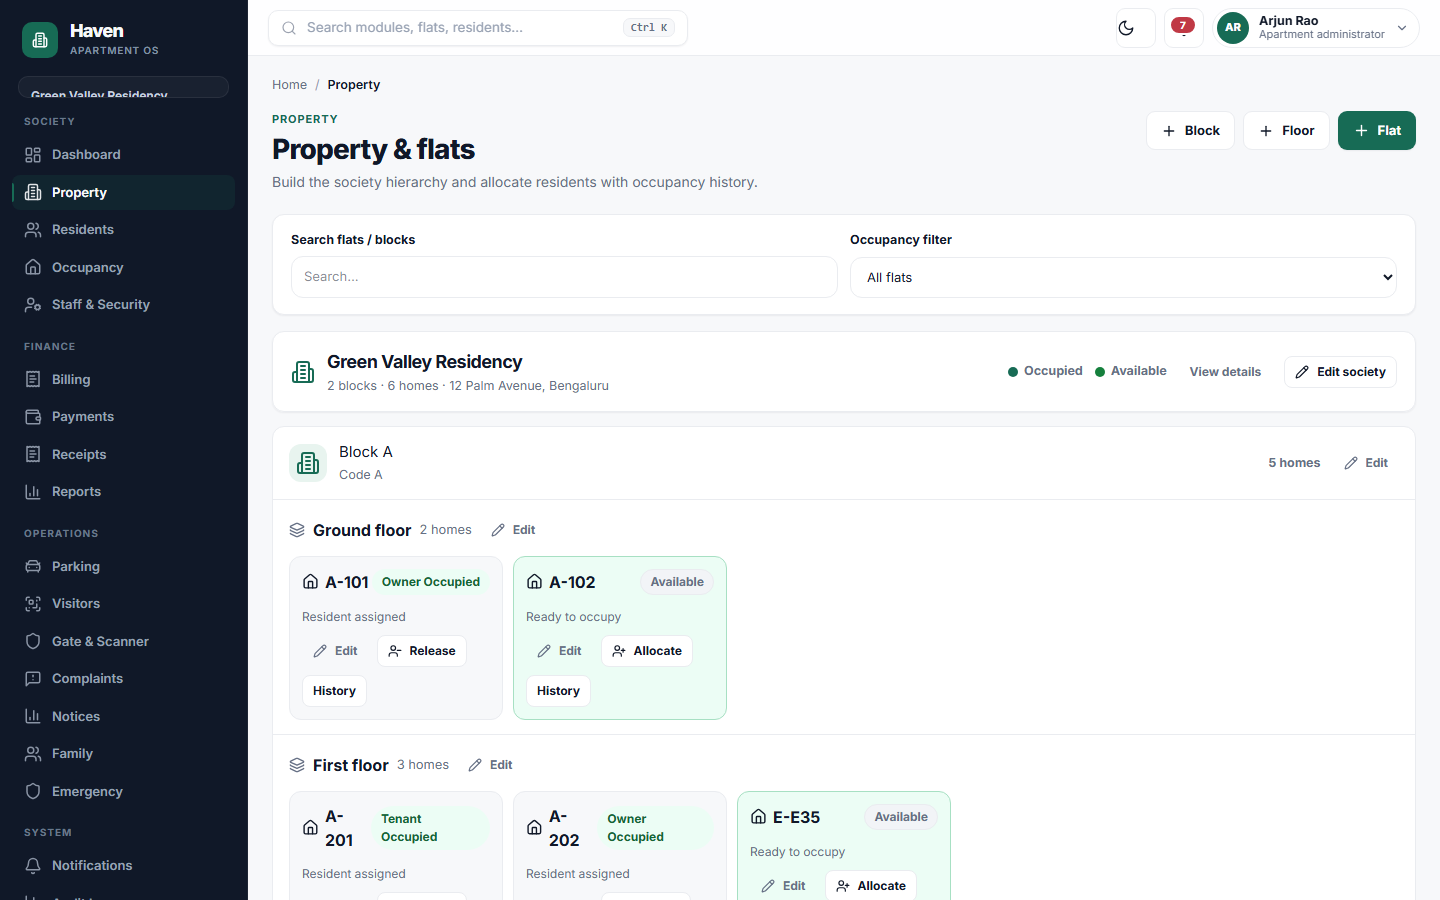 Haven
APARTMENT OS
Green Valley Residency
SOCIETY
Dashboard
Property
Residents
Occupancy
Staff & Security
FINANCE
Billing
Payments
Receipts
Reports
OPERATIONS
Parking
Visitors
Gate & Scanner
Complaints
Notices
Family
Emergency
SYSTEM
Notifications
Search modules, flats, residents...
Ctrl K
7
AR
Arjun Rao
Apartment administrator
Home / Property
PROPERTY
Property & flats
Build the society hierarchy and allocate residents with occupancy history.
+ Block
+ Floor
+ Flat
Search flats / blocks
Search...
Occupancy filter
All flats
Green Valley Residency
2 blocks · 6 homes · 12 Palm Avenue, Bengaluru
Occupied
Available
View details
Edit society
Block A
Code A
5 homes
Edit
Ground floor 2 homes Edit
A-101 Owner Occupied
Resident assigned
Edit Release
History
A-102 Available
Ready to occupy
Edit Allocate
History
First floor 3 homes Edit
A-201
Tenant Occupied
Resident assigned
A-202
Owner Occupied
Resident assigned
E-E35 Available
Ready to occupy
Edit Allocate